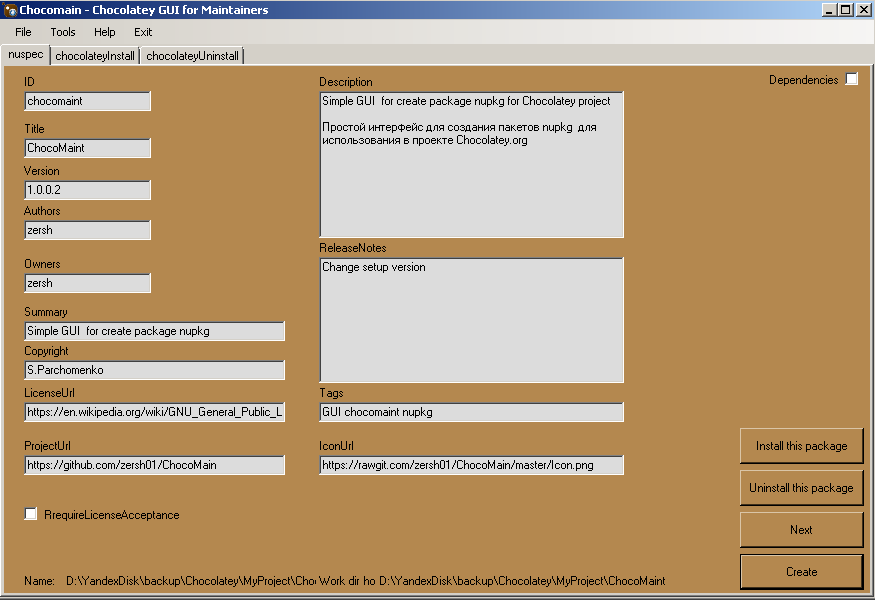 Chocomain - Chocolatey GUI for Maintainers
File Tools Help Exit
nuspec chocolateyInstall chocolateyUninstall
ID
chocomaint
Title
ChocoMaint
Version
1.0.0.2
Authors
zersh
Owners
zersh
Summary
Simple GUI  for create package nupkg
Copyright
S.Parchomenko
LicenseUrl
https://en.wikipedia.org/wiki/GNU_General_Public_L
ProjectUrl
https://github.com/zersh01/ChocoMain
RrequireLicenseAcceptance
Description
Simple GUI  for create package nupkg for Chocolatey project
Простой интерфейс для создания пакетов nupkg  для
использования в проекте Chocolatey.org
ReleaseNotes
Change setup version
Tags
GUI chocomaint nupkg
IconUrl
https://rawgit.com/zersh01/ChocoMain/master/Icon.png
Dependencies
Install this package
Uninstall this package
Next
Create
Name: D:\YandexDisk\backup\Chocolatey\MyProject\Choc Work dir ho D:\YandexDisk\backup\Chocolatey\MyProject\ChocoMaint